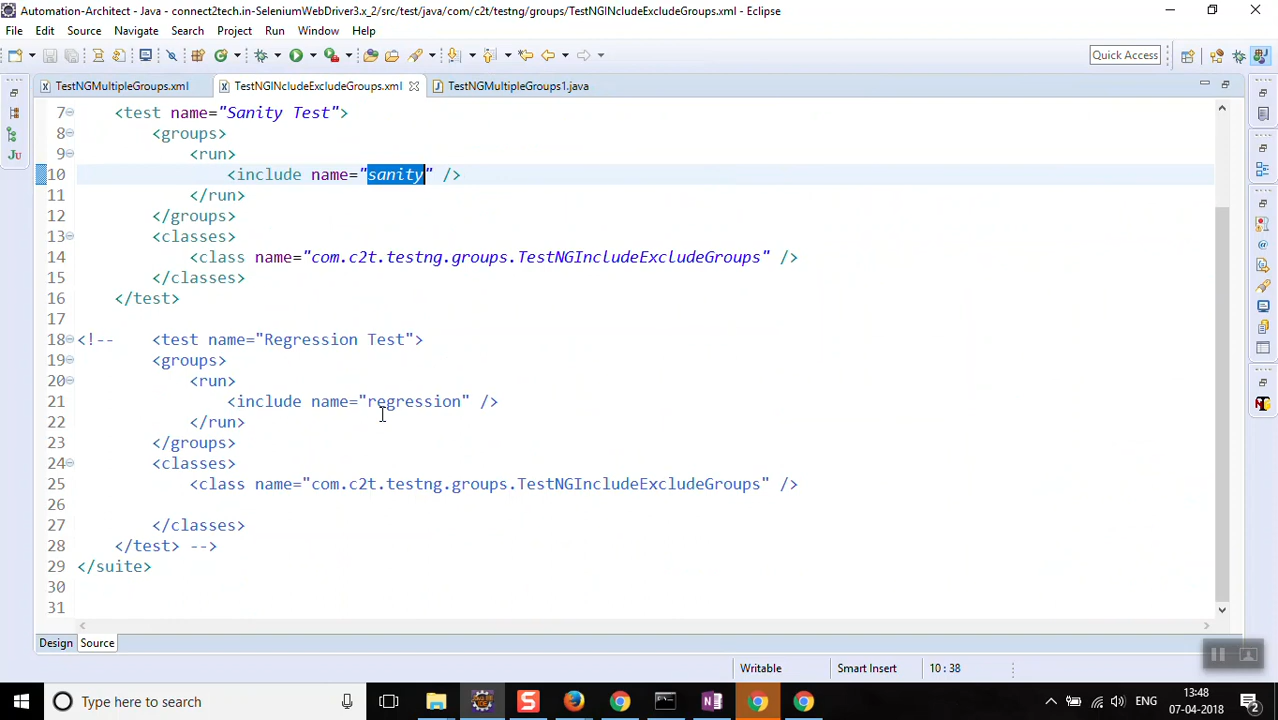 Automation-Architect - Java - connect2tech.in-SeleniumWebDriver3.x_2/src/test/java/com/c2t/testng/groups/TestNGIncludeExcludeGroups.xml - Eclipse
File Edit Source Navigate Search Project Run Window Help
Quick Access
TestNGMultipleGroups.xml TestNGINcludeExcludeGroups.xml TestNGMultipleGroups1.java
7 <test name="Sanity Test">
8 <groups>
9 <run>
10 <include name="sanity" />
11 </run>
12 </groups>
13 <classes>
14 <class name="com.c2t.testng.groups.TestNGIncludeExcludeGroups" />
15 </classes>
16 </test>
17
18 <!-- <test name="Regression Test">
19 <groups>
20 <run>
21 <include name="regression" />
22 </run>
23 </groups>
24 <classes>
25 <class name="com.c2t.testng.groups.TestNGIncludeExcludeGroups" />
26
27 </classes>
28 </test> -->
29 </suite>
30
31
Design Source
Writable Smart Insert 10 : 38
Type here to search
ENG 13:48
07-04-2018